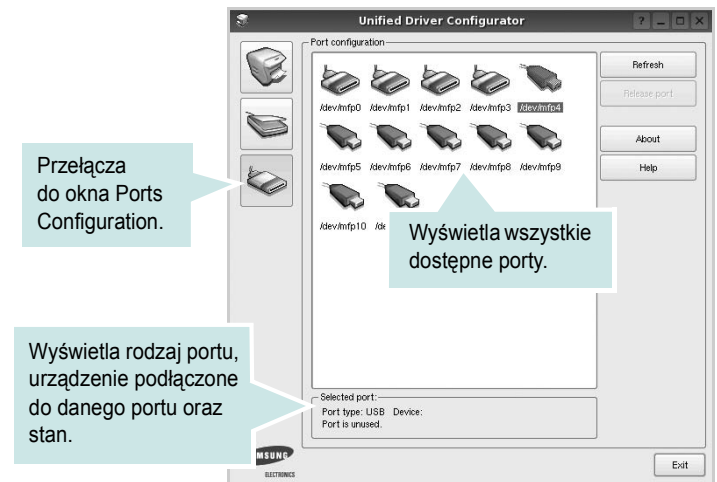 Unified Driver Configurator
Port configuration
/dev/mfp0 /dev/mfp1 /dev/mfp2 /dev/mfp3 /dev/mfp4
/dev/mfp5 /dev/mfp6 /dev/mfp7 /dev/mfp8 /dev/mfp9
/dev/mfp10
Refresh
Release port
About
Help
Przełącza
do okna Ports
Configuration.
Wyświetla wszystkie
dostępne porty.
Wyświetla rodzaj portu,
urządzenie podłączone
do danego portu oraz
stan.
Selected port:
Port type: USB Device:
Port is unused.
ELECTRONICS
Exit